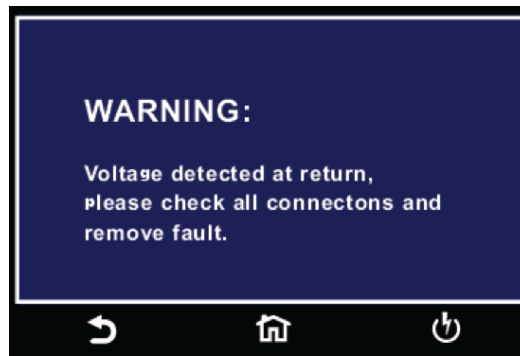 WARNING:
Voltage detected at return,
Please check all connectons and
remove fault.